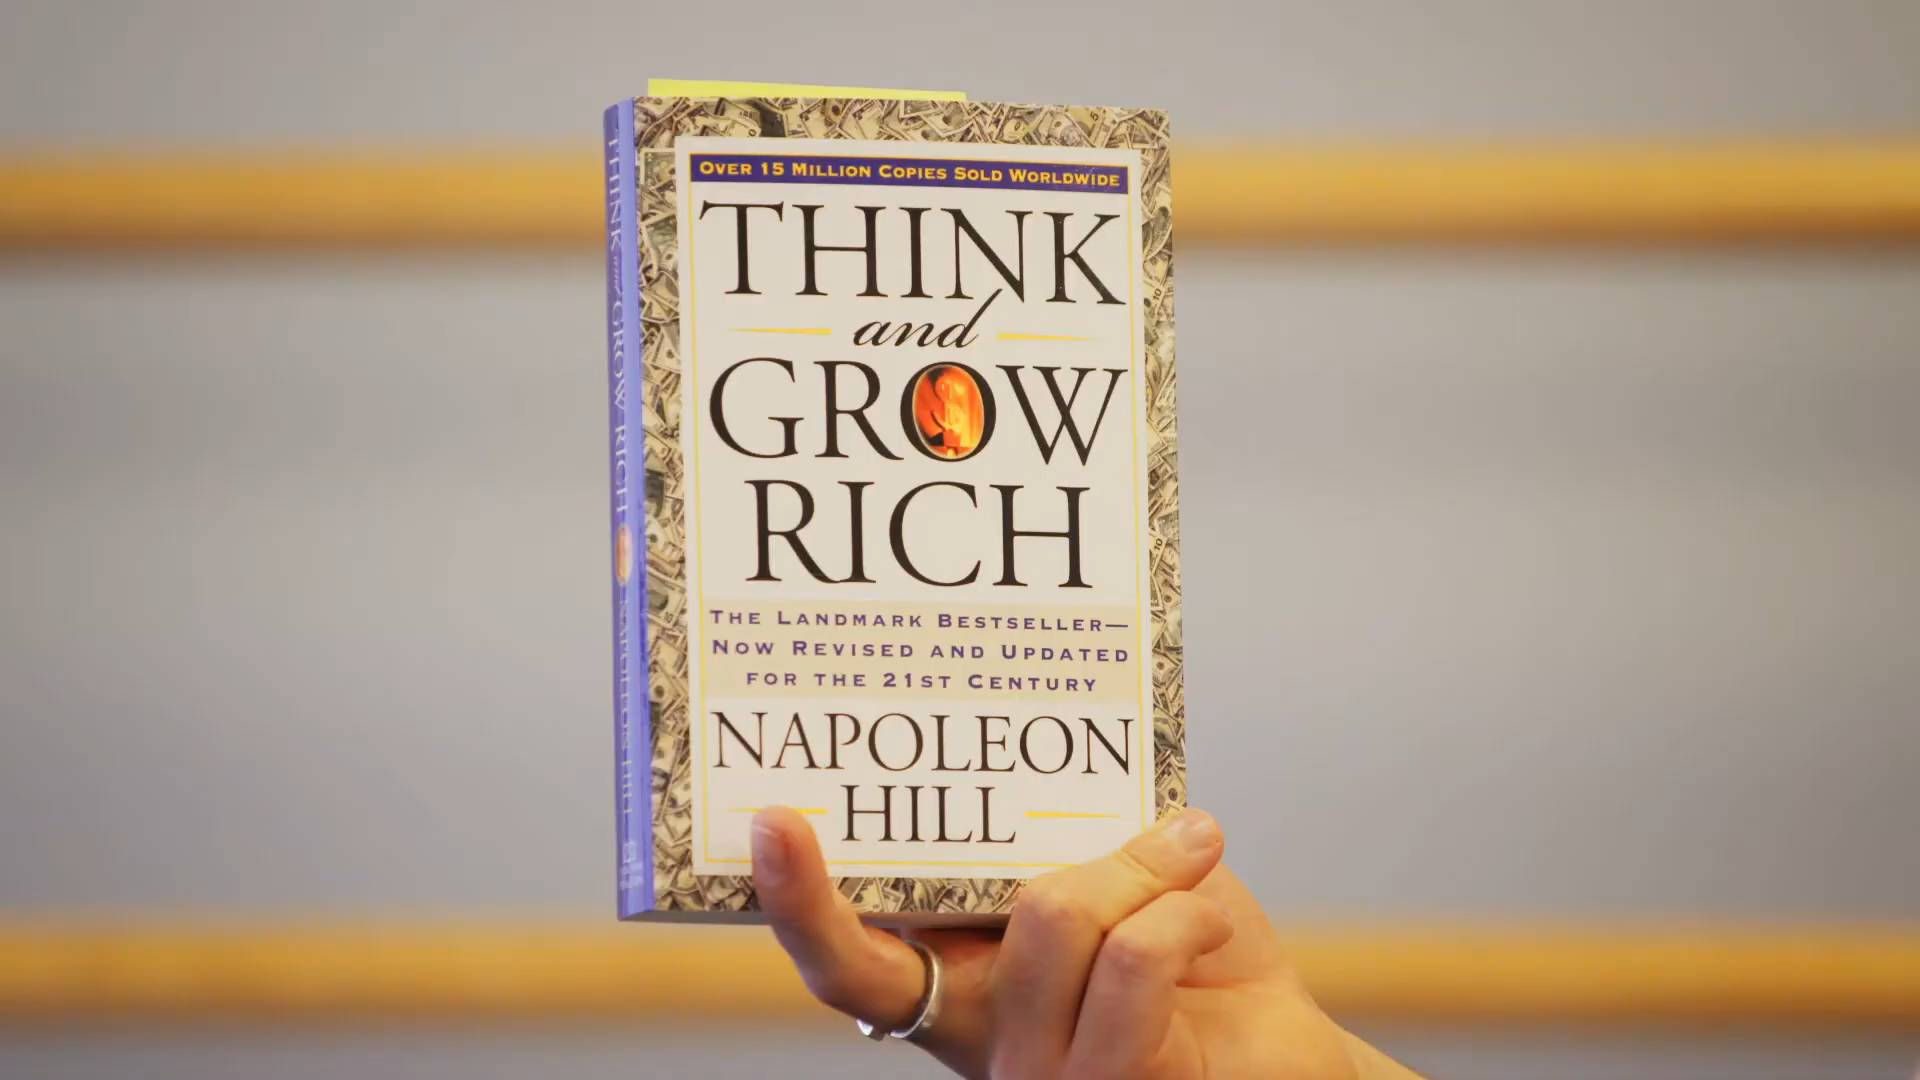 OVER 15 MILLION COPIES SOLD WORLDWIDE
THINK
and
GROW
RICH
THE LANDMARK BESTSELLER—
NOW REVISED AND UPDATED
FOR THE 21ST CENTURY
NAPOLEON
HILL
THINK and GROW RICH NAPOLEON HILL